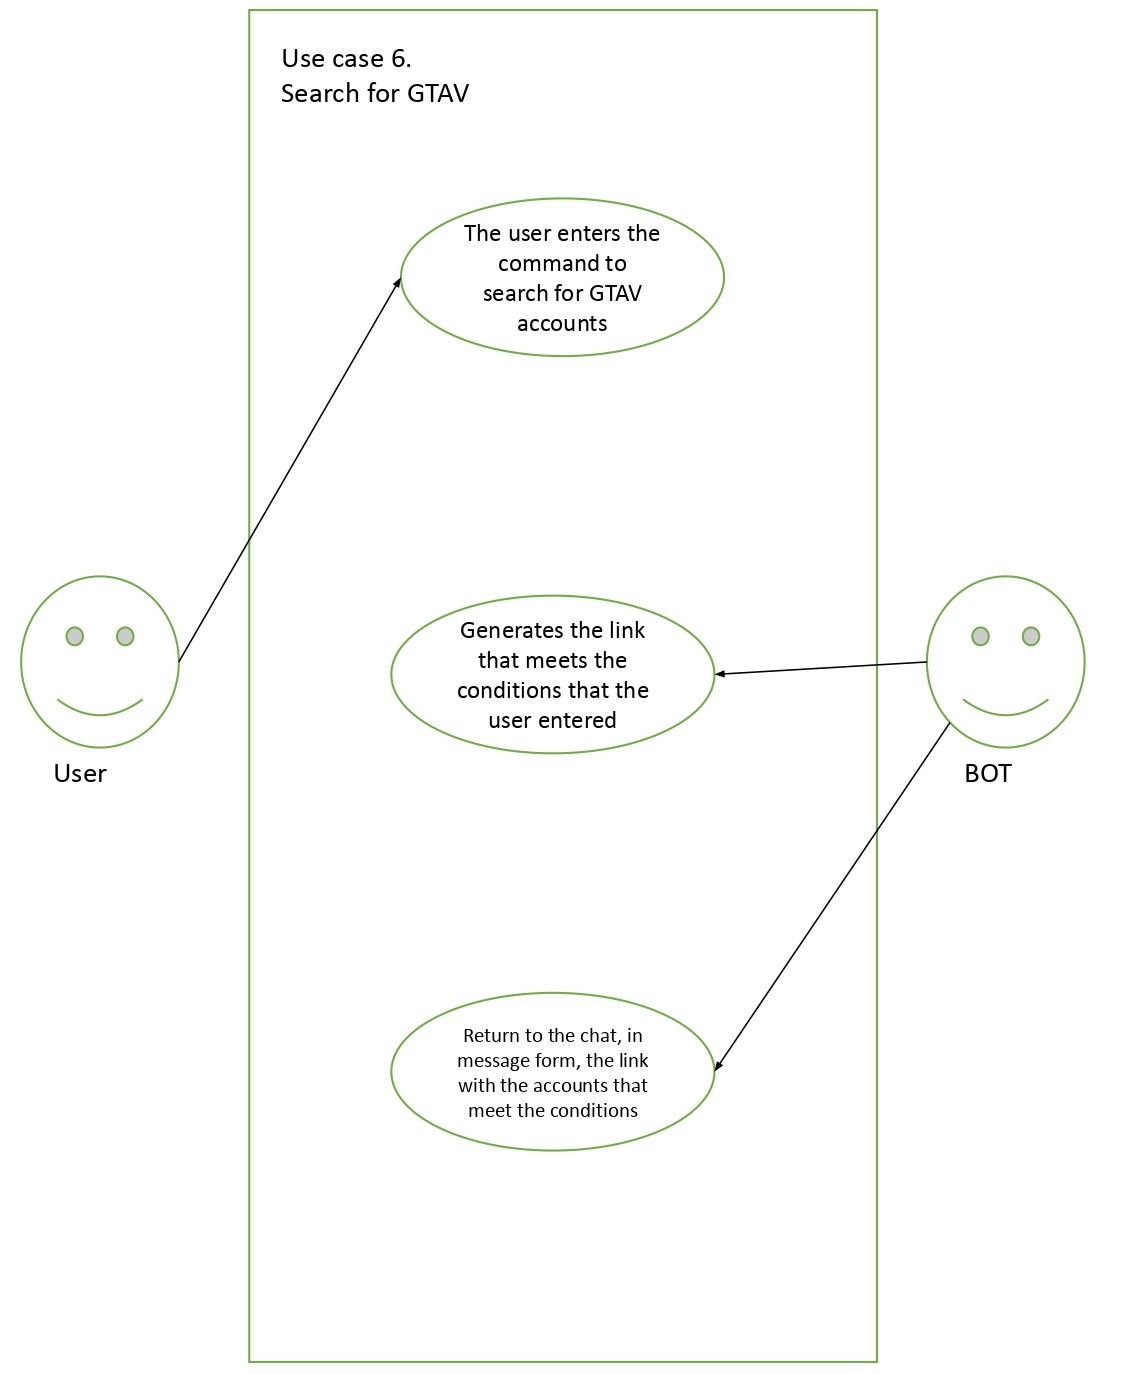 Use case 6.
Search for GTAV
The user enters the
command to
search for GTAV
accounts
Generates the link
that meets the
conditions that the
user entered
User
BOT
Return to the chat, in
message form, the link
with the accounts that
meet the conditions